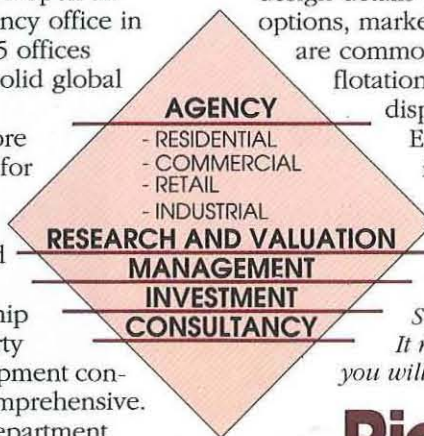 ncy office in
5 offices
olid global
ore
for
hip
rty
pment con-
mprehensive.
epartment
AGENCY
- RESIDENTIAL
- COMMERCIAL
- RETAIL
- INDUSTRIAL
RESEARCH AND VALUATION
MANAGEMENT
INVESTMENT
CONSULTANCY
options, marke
are commo
flotation
disp
E
S
It r
you will